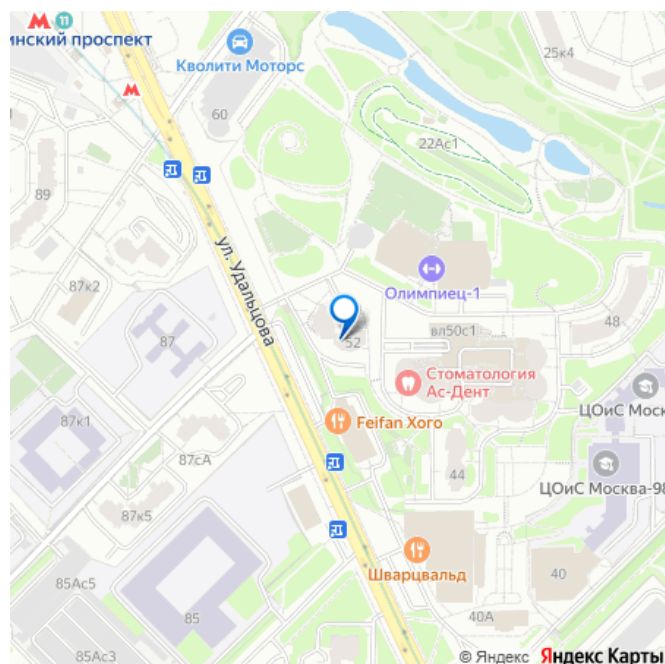 М 11
инский проспект
М
Кволити Моторс
60
25к4
22Ас1
89
ул. Удальцова
Олимпиец-1
87к2
87
52
вл50с1
48
Стоматология
Ас-Дент
ЦОиС Моск
87к1
Feifan Хого
87сА
44
ЦОиС Москва-98
87к5
Шварцвальд
85Ас5
85
40
40А
85Ас3
© Яндекс Яндекс Карты